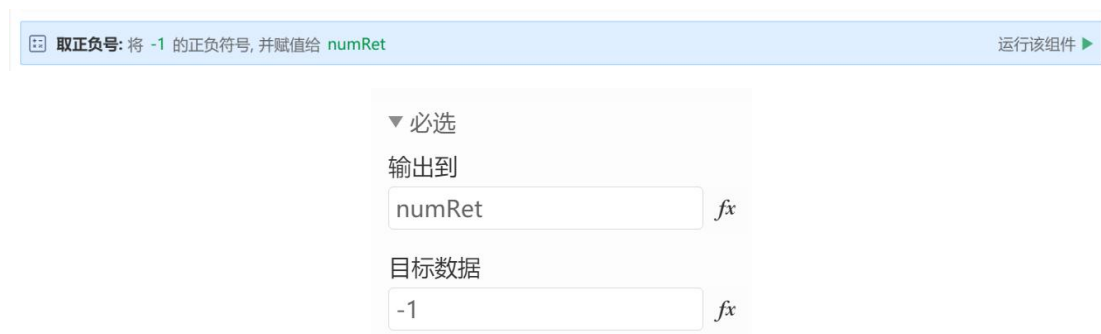 取正负号: 将 -1 的正负符号, 并赋值给 numRet 运行该组件
必选
输出到
numRet fx
目标数据
-1 fx